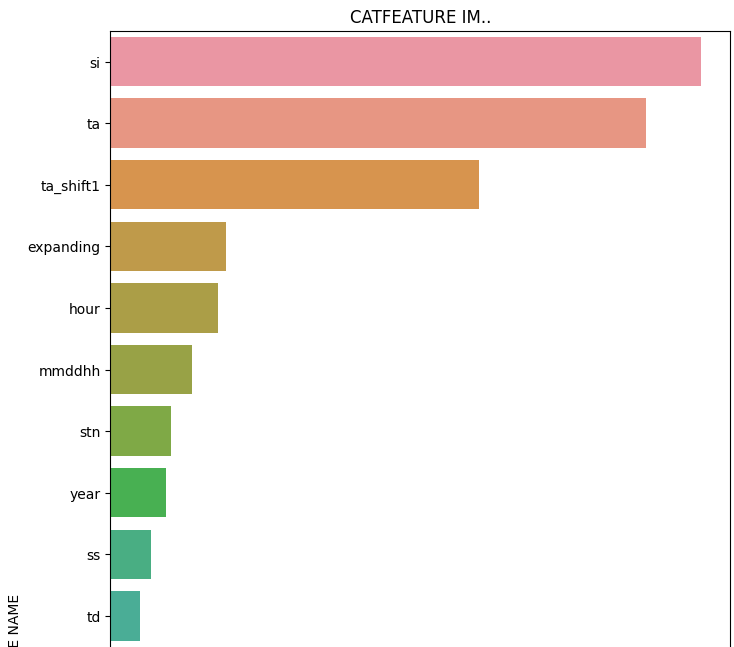 CATFEATURE IM..
si
ta
ta_shift1
expanding
hour
mmddhh
stn
year
ss
td
E NAME